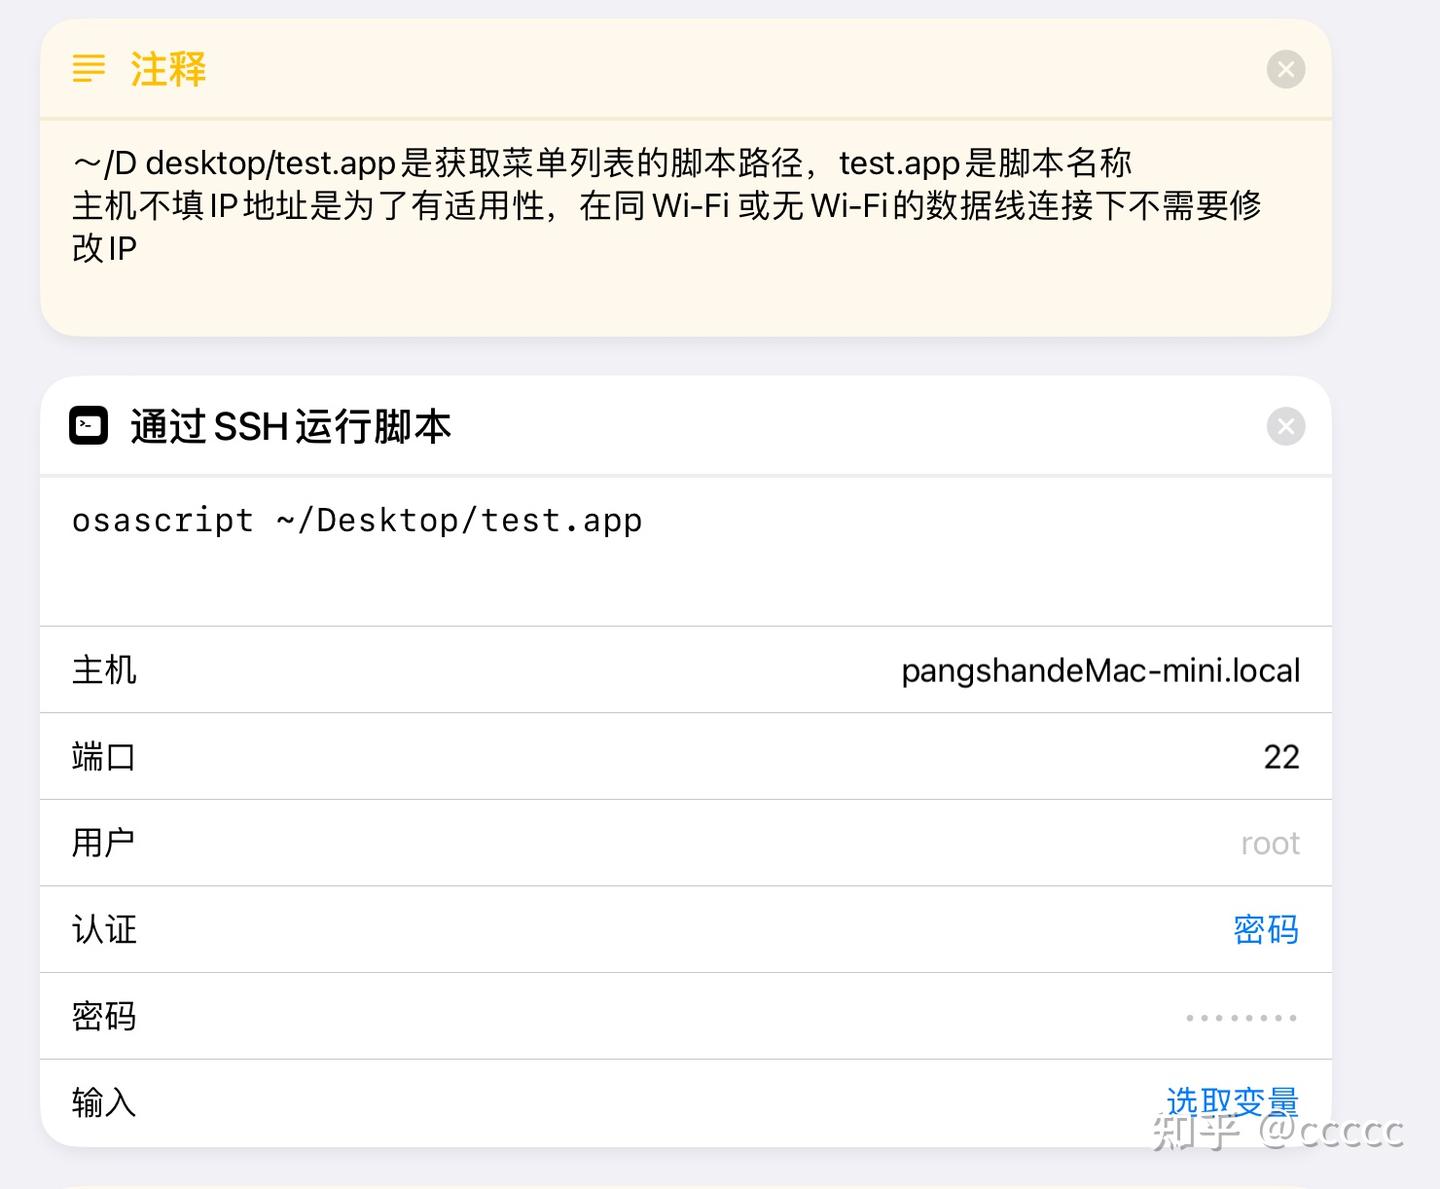 注释
～/D desktop/test.app是获取菜单列表的脚本路径，test.app是脚本名称
主机不填IP地址是为了有适用性，在同Wi-Fi或无Wi-Fi的数据线连接下不需要修
改IP
通过SSH运行脚本
osascript ~/Desktop/test.app
主机 pangshandeMac-mini.local
端口 22
用户 root
认证 密码
密码 ••••••••
输入 选取变量
知乎 @ccccc